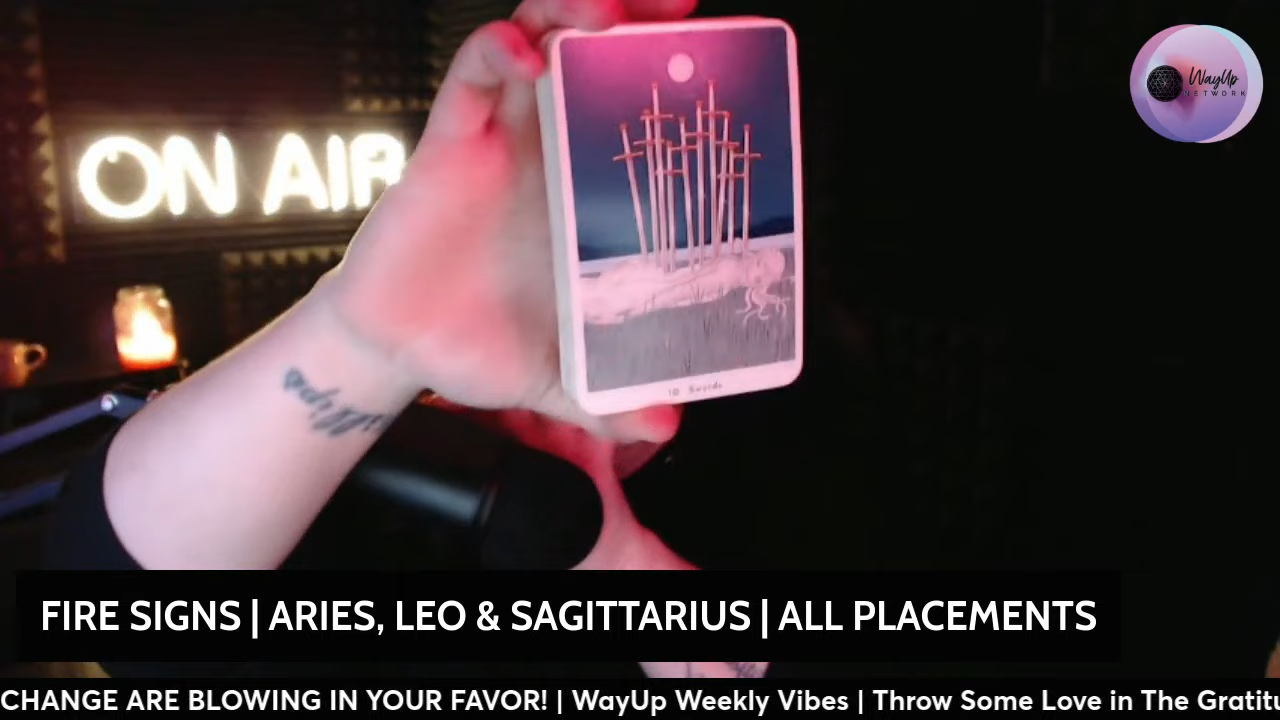 ON AIR
WayUp
NETWORK
10 Swords
FIRE SIGNS | ARIES, LEO & SAGITTARIUS | ALL PLACEMENTS
CHANGE ARE BLOWING IN YOUR FAVOR! | WayUp Weekly Vibes | Throw Some Love in The Gratitu